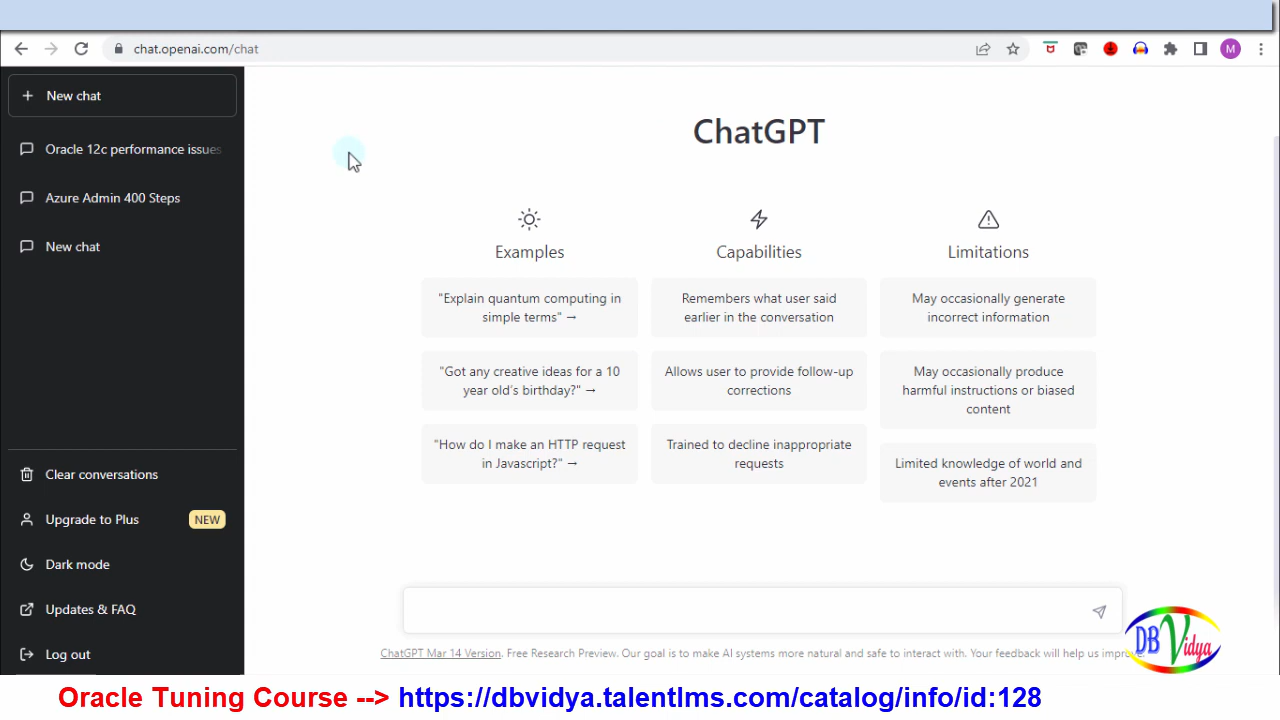 chat.openai.com/chat
M
New chat
Oracle 12c performance issues
Azure Admin 400 Steps
New chat
Clear conversations
Upgrade to Plus NEW
Dark mode
Updates & FAQ
Log out
ChatGPT
Examples
"Explain quantum computing in
simple terms" →
"Got any creative ideas for a 10
year old's birthday?" →
"How do I make an HTTP request
in Javascript?" →
Capabilities
Remembers what user said
earlier in the conversation
Allows user to provide follow-up
corrections
Trained to decline inappropriate
requests
Limitations
May occasionally generate
incorrect information
May occasionally produce
harmful instructions or biased
content
Limited knowledge of world and
events after 2021
ChatGPT Mar 14 Version. Free Research Preview. Our goal is to make AI systems more natural and safe to interact with. Your feedback will help us improve.
DB Vidya
Oracle Tuning Course --> https://dbvidya.talentlms.com/catalog/info/id:128